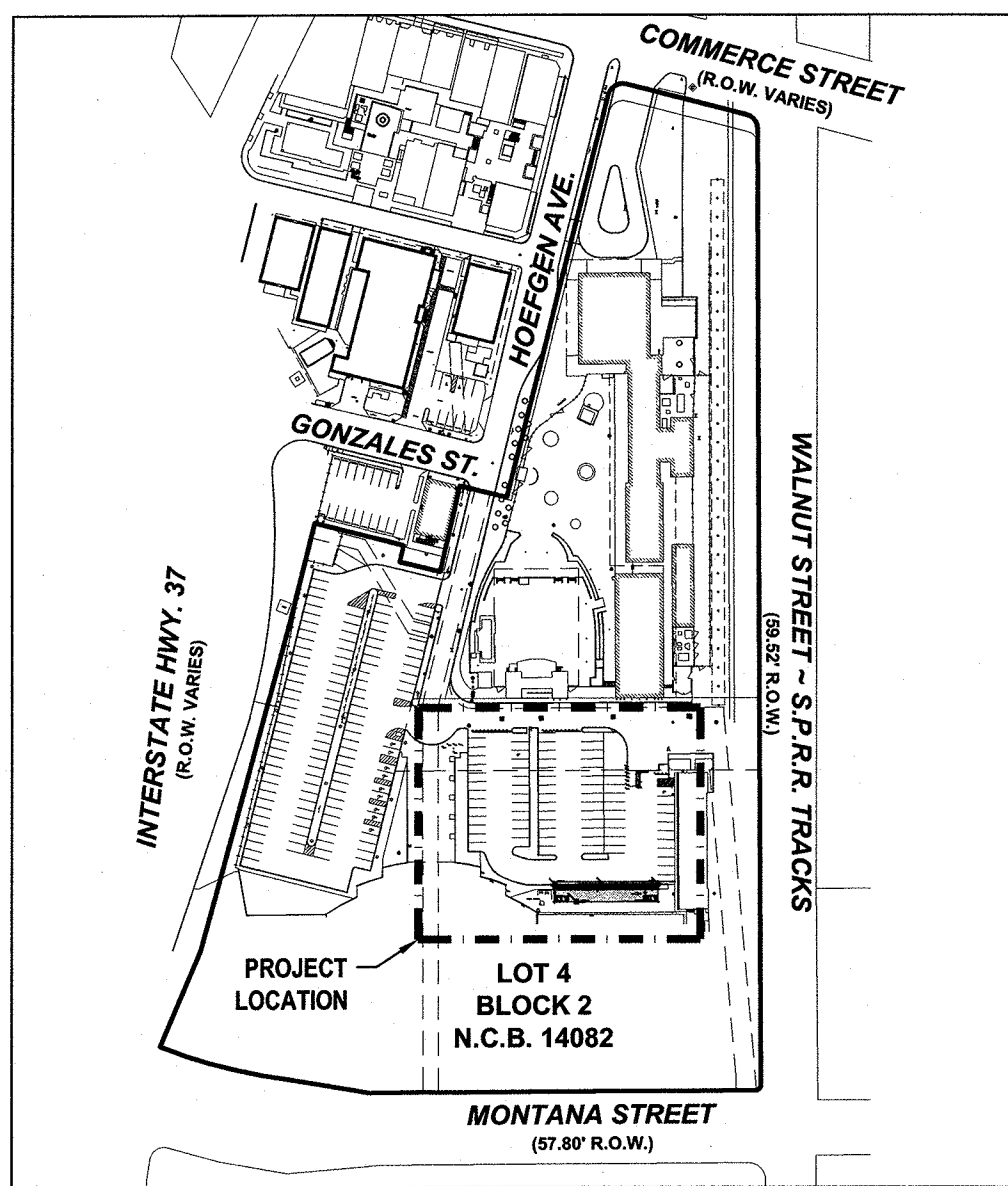 COMMERCE STREET
(R.O.W. VARIES)
HOEFGEN AVE.
GONZALES ST.
INTERSTATE HWY. 37
(R.O.W. VARIES)
WALNUT STREET ~ S.P.R.R. TRACKS
(59.52' R.O.W.)
PROJECT
LOCATION
LOT 4
BLOCK 2
N.C.B. 14082
MONTANA STREET
(57.80' R.O.W.)